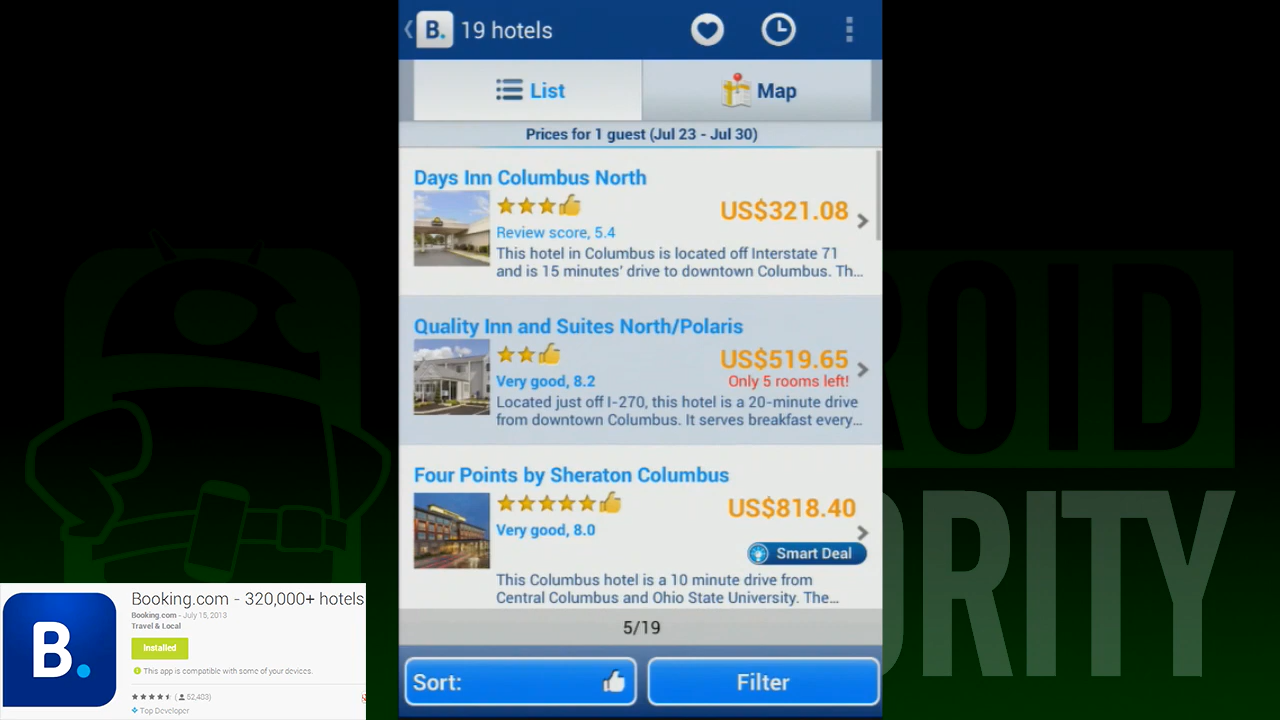 B. 19 hotels
List
Map
Prices for 1 guest (Jul 23 - Jul 30)
Days Inn Columbus North
US$321.08
Review score, 5.4
This hotel in Columbus is located off Interstate 71
and is 15 minutes' drive to downtown Columbus. Th...
Quality Inn and Suites North/Polaris
US$519.65
Very good, 8.2
Only 5 rooms left!
Located just off I-270, this hotel is a 20-minute drive
from downtown Columbus. It serves breakfast every...
Four Points by Sheraton Columbus
US$818.40
Very good, 8.0
Smart Deal
This Columbus hotel is a 10 minute drive from
Central Columbus and Ohio State University. The...
5/19
Sort:
Filter
B.
Booking.com - 320,000+ hotels
Booking.com - July 15, 2013
Travel & Local
Installed
This app is compatible with some of your devices.
(52,483)
Top Developer
ROID
ORITY